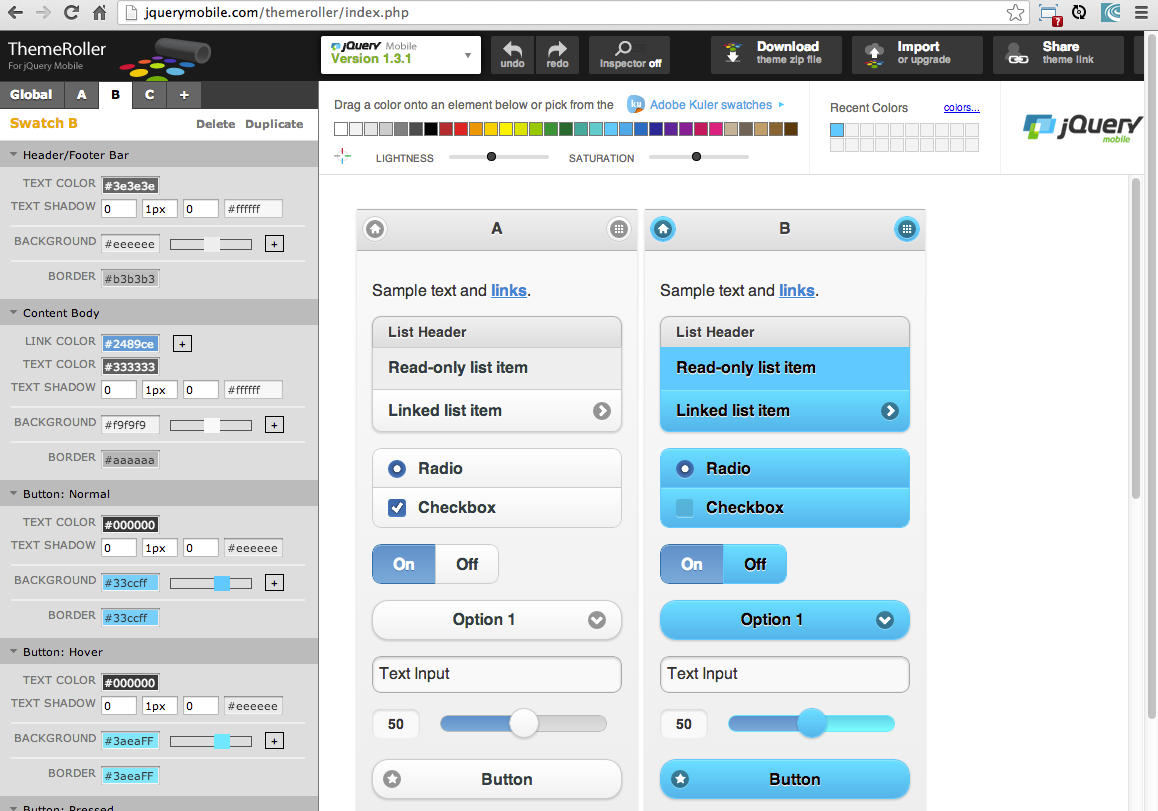 jquerymobile.com/themeroller/index.php
7
ThemeRoller
For jQuery Mobile
jQuery Mobile
Version 1.3.1
undo
redo
Inspector off
Download
theme zip file
Import
or upgrade
Share
theme link
Global A B C +
Swatch B Delete Duplicate
Header/Footer Bar
TEXT COLOR #3e3e3e
TEXT SHADOW 0 1px 0 #ffffff
BACKGROUND #eeeeee +
BORDER #b3b3b3
Content Body
LINK COLOR #2489ce +
TEXT COLOR #333333
TEXT SHADOW 0 1px 0 #ffffff
BACKGROUND #f9f9f9 +
BORDER #aaaaaa
Button: Normal
TEXT COLOR #000000
TEXT SHADOW 0 1px 0 #eeeeee
BACKGROUND #33ccff +
BORDER #33ccff
Button: Hover
TEXT COLOR #000000
TEXT SHADOW 0 1px 0 #eeeeee
BACKGROUND #3aeaFF +
BORDER #3aeaFF
Button: Pressed
Drag a color onto an element below or pick from the ku Adobe Kuler swatches
LIGHTNESS SATURATION
Recent Colors colors...
jQuery
mobile
A
Sample text and links.
List Header
Read-only list item
Linked list item
Radio
Checkbox
On Off
Option 1
Text Input
50
Button
B
Sample text and links.
List Header
Read-only list item
Linked list item
Radio
Checkbox
On Off
Option 1
Text Input
50
Button